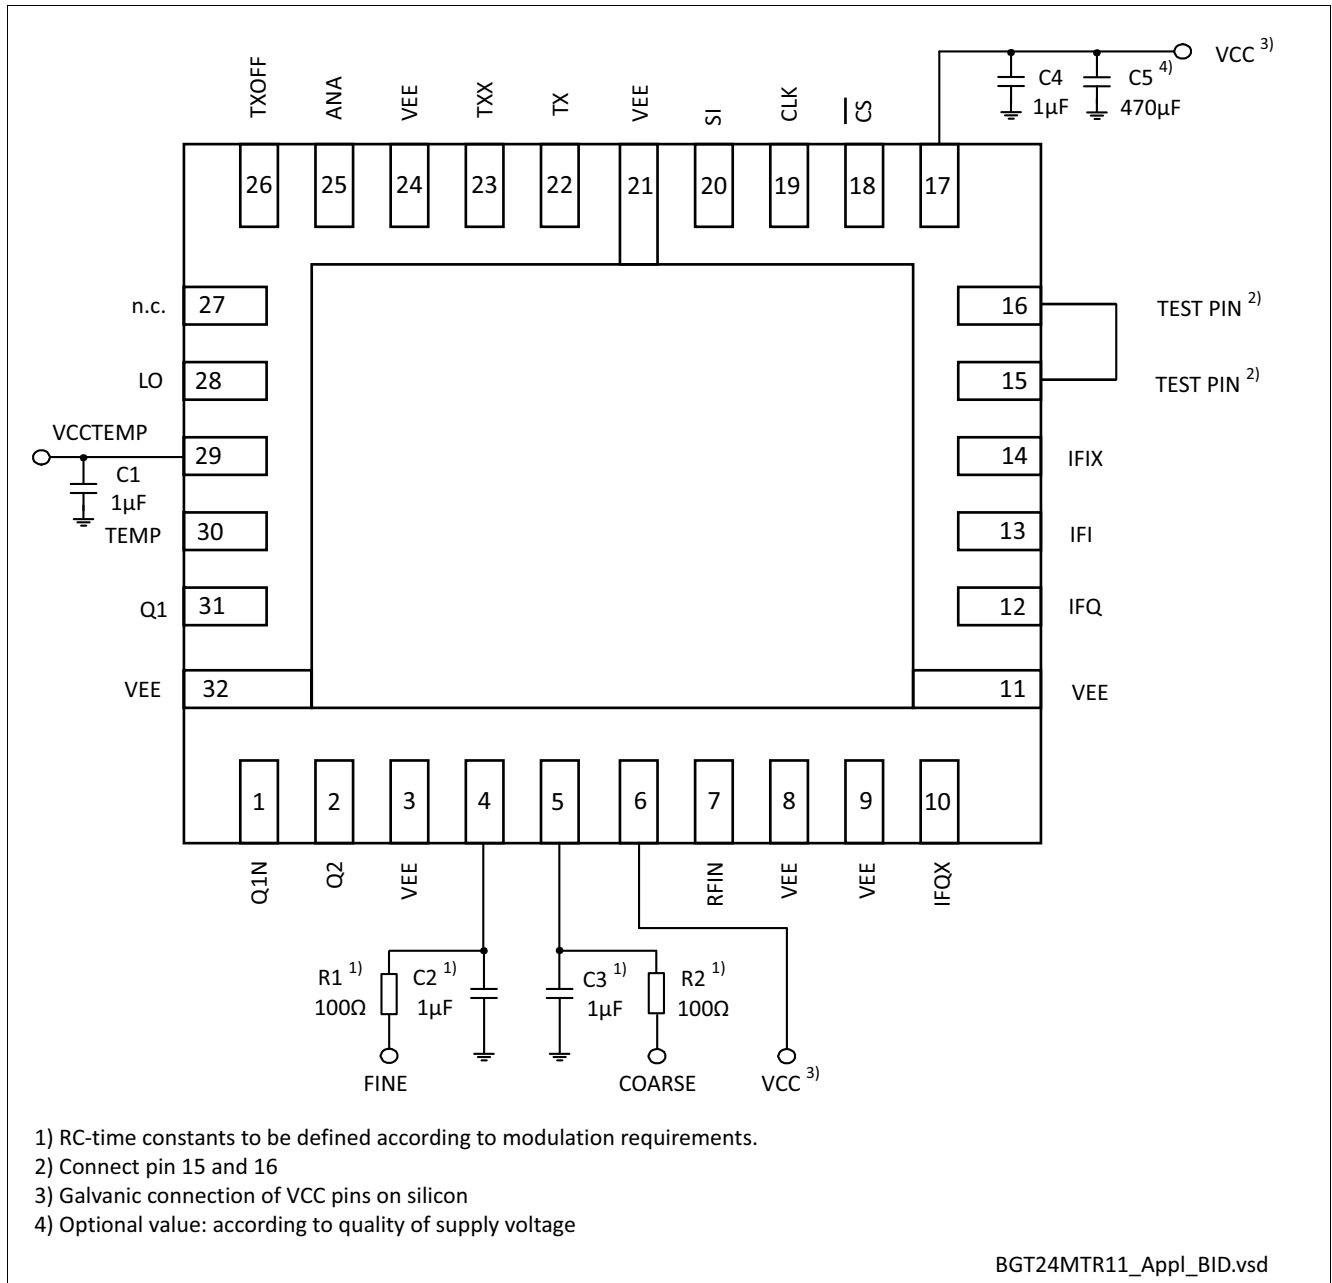 VCC 3)
C4
1µF
C5 4)
470µF
TXOFF
ANA
VEE
TXX
TX
VEE
SI
CLK
CS
26
25
24
23
22
21
20
19
18
17
n.c.
27
16
TEST PIN 2)
LO
28
15
TEST PIN 2)
VCCTEMP
29
14
IFIX
C1
1µF
TEMP
30
13
IFI
Q1
31
12
IFQ
VEE
32
11
VEE
1
2
3
4
5
6
7
8
9
10
Q1N
Q2
VEE
RFIN
VEE
VEE
IFQX
R1 1)
100Ω
C2 1)
1µF
C3 1)
1µF
R2 1)
100Ω
FINE
COARSE
VCC 3)
1) RC-time constants to be defined according to modulation requirements.
2) Connect pin 15 and 16
3) Galvanic connection of VCC pins on silicon
4) Optional value: according to quality of supply voltage
BGT24MTR11_Appl_BID.vsd